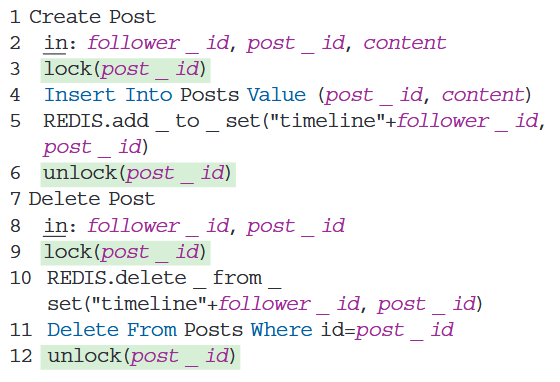 1 Create Post
2 in: follower _ id, post _ id, content
3 lock(post _ id)
4 Insert Into Posts Value (post _ id, content)
5 REDIS.add _ to _ set("timeline"+follower _ id,
post _ id)
6 unlock(post _ id)
7 Delete Post
8 in: follower _ id, post _ id
9 lock(post _ id)
10 REDIS.delete _ from _
set("timeline"+follower _ id, post _ id)
11 Delete From Posts Where id=post _ id
12 unlock(post _ id)